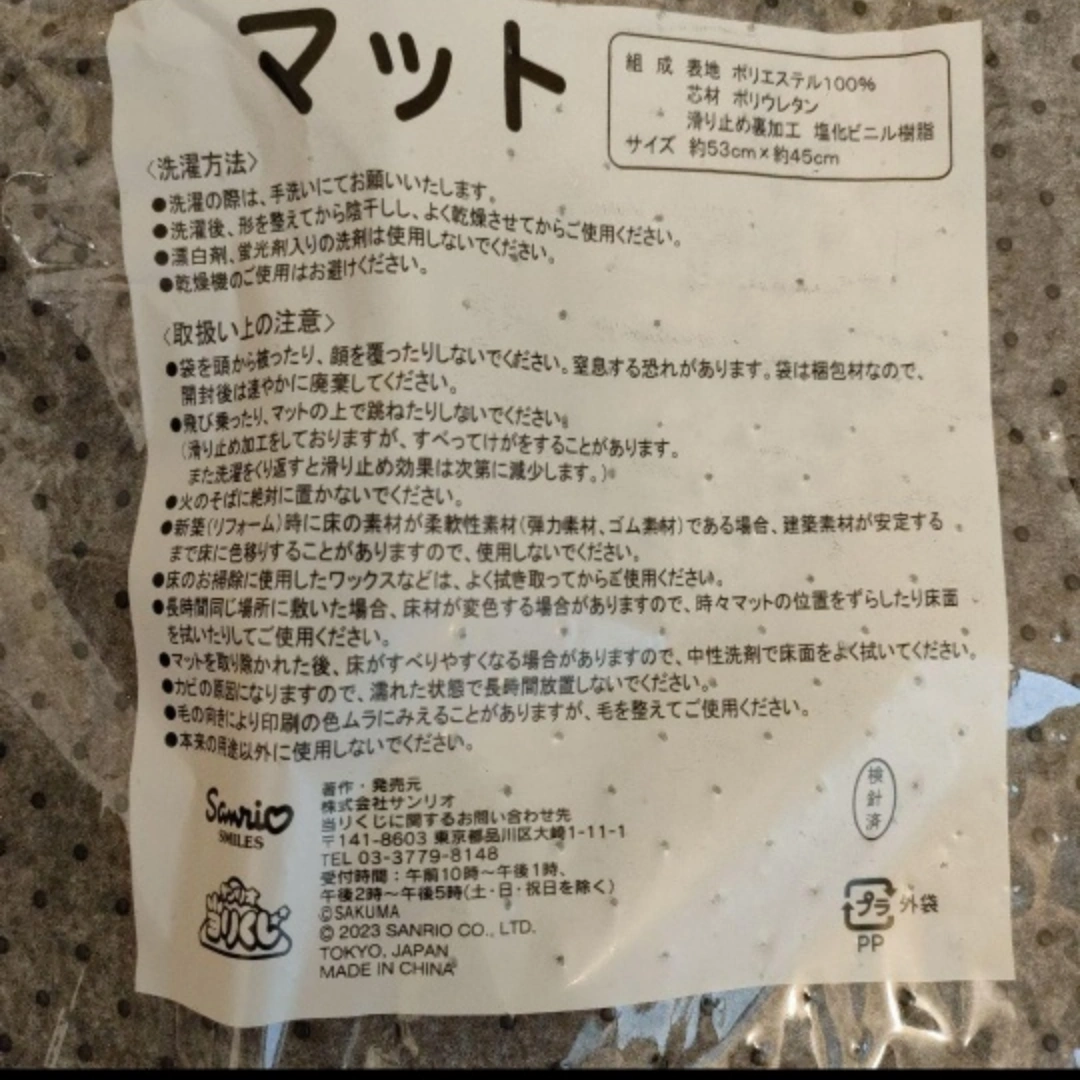 マット
組成 表地 ポリエステル100%
芯材 ポリウレタン
滑り止め裏加工 塩化ビニル樹脂
サイズ 約53cm×約45cm
〈洗濯方法〉
●洗濯の際は、手洗いにてお願いいたします。
●洗濯後、形を整えてから陰干しし、よく乾燥させてからご使用ください。
●漂白剤、蛍光剤入りの洗剤は使用しないでください。
●乾燥機のご使用はお避けください。
〈取扱い上の注意〉
●袋を頭から被ったり、顔を覆ったりしないでください。窒息する恐れがあります。袋は梱包材なので、
開封後は速やかに廃棄してください。
●飛び乗ったり、マットの上で跳ねたりしないでください。
(滑り止め加工をしておりますが、すべってけがをすることがあります。
また洗濯をくり返すと滑り止め効果は次第に減少します。)
●火のそばに絶対に置かないでください。
●新築(リフォーム)時に床の素材が柔軟性素材(弾力素材、ゴム素材)である場合、建築素材が安定する
まで床に色移りすることがありますので、使用しないでください。
●床のお掃除に使用したワックスなどは、よく拭き取ってからご使用ください。
●長時間同じ場所に敷いた場合、床材が変色する場合がありますので、時々マットの位置をずらしたり床面
を拭いたりしてご使用ください。
●マットを取り除かれた後、床がすべりやすくなる場合がありますので、中性洗剤で床面をよく拭いてください。
●カビの原因になりますので、濡れた状態で長時間放置しないでください。
●毛の向きにより印刷の色ムラにみえることがありますが、毛を整えてご使用ください。
●本来の用途以外に使用しないでください。
Sanrio
SMILES
サンリオ
当りくじ
著作・発売元
株式会社サンリオ
当りくじに関するお問い合わせ先
〒141-8603 東京都品川区大崎1-11-1
TEL 03-3779-8148
受付時間:午前10時～午後1時、
午後2時～午後5時(土・日・祝日を除く)
©SAKUMA
© 2023 SANRIO CO., LTD.
TOKYO, JAPAN
MADE IN CHINA
検針済
プラ 外袋
PP